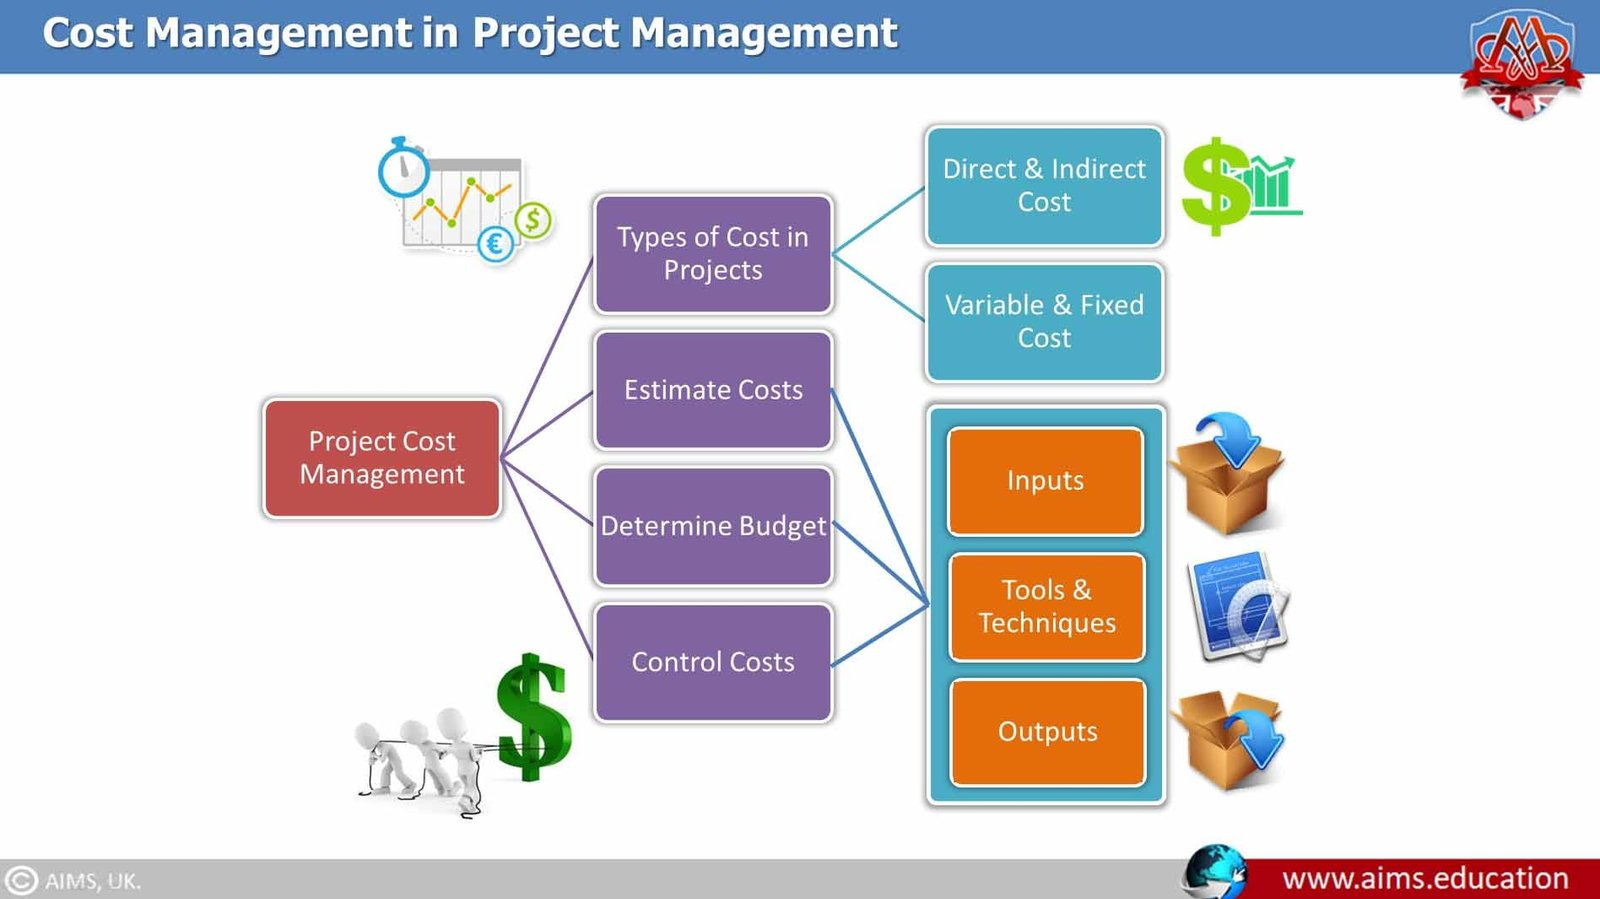 Cost Management in Project Management
Direct & Indirect
Cost
Types of Cost in
Projects
Variable & Fixed
Cost
Estimate Costs
Project Cost
Management
Inputs
Determine Budget
Tools &
Techniques
Control Costs
Outputs
© AIMS, UK.
www.aims.education